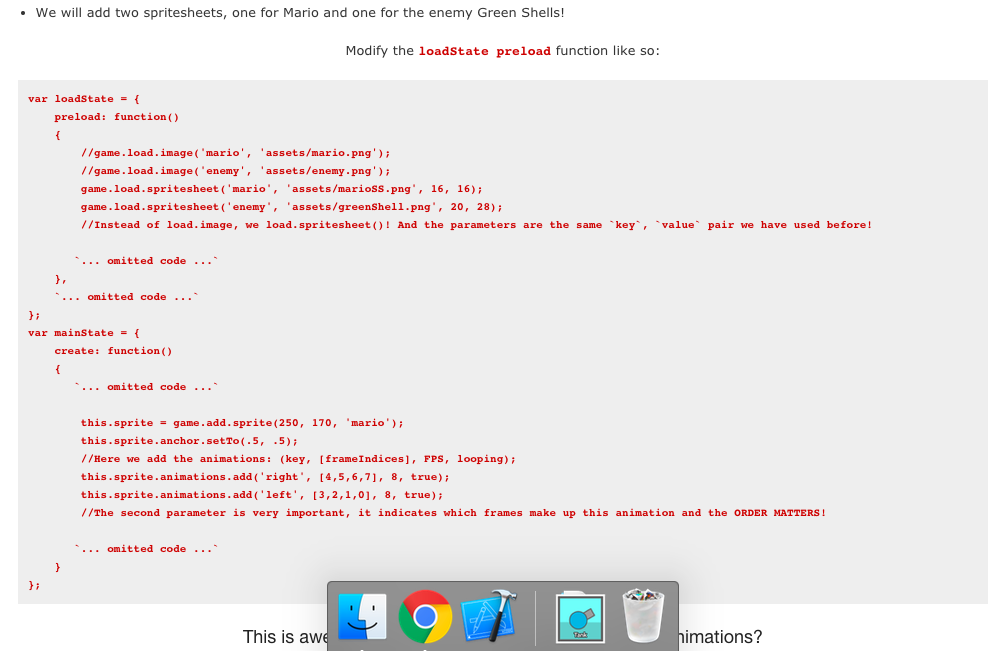 We will add two spritesheets, one for Mario and one for the enemy Green Shells!
Modify the loadState preload function like so:
var loadState = {
    preload: function()
    {
        //game.load.image('mario', 'assets/mario.png');
        //game.load.image('enemy', 'assets/enemy.png');
        game.load.spritesheet('mario', 'assets/marioSS.png', 16, 16);
        game.load.spritesheet('enemy', 'assets/greenShell.png', 20, 28);
        //Instead of load.image, we load.spritesheet()! And the parameters are the same `key`, `value` pair we have used before!
       `... omitted code ...`
    },
    `... omitted code ...`
};
var mainState = {
    create: function()
    {
       `... omitted code ...`
        this.sprite = game.add.sprite(250, 170, 'mario');
        this.sprite.anchor.setTo(.5, .5);
        //Here we add the animations: (key, [frameIndices], FPS, looping);
        this.sprite.animations.add('right', [4,5,6,7], 8, true);
        this.sprite.animations.add('left', [3,2,1,0], 8, true);
        //The second parameter is very important, it indicates which frames make up this animation and the ORDER MATTERS!
       `... omitted code ...`
    }
};
Tank
This is